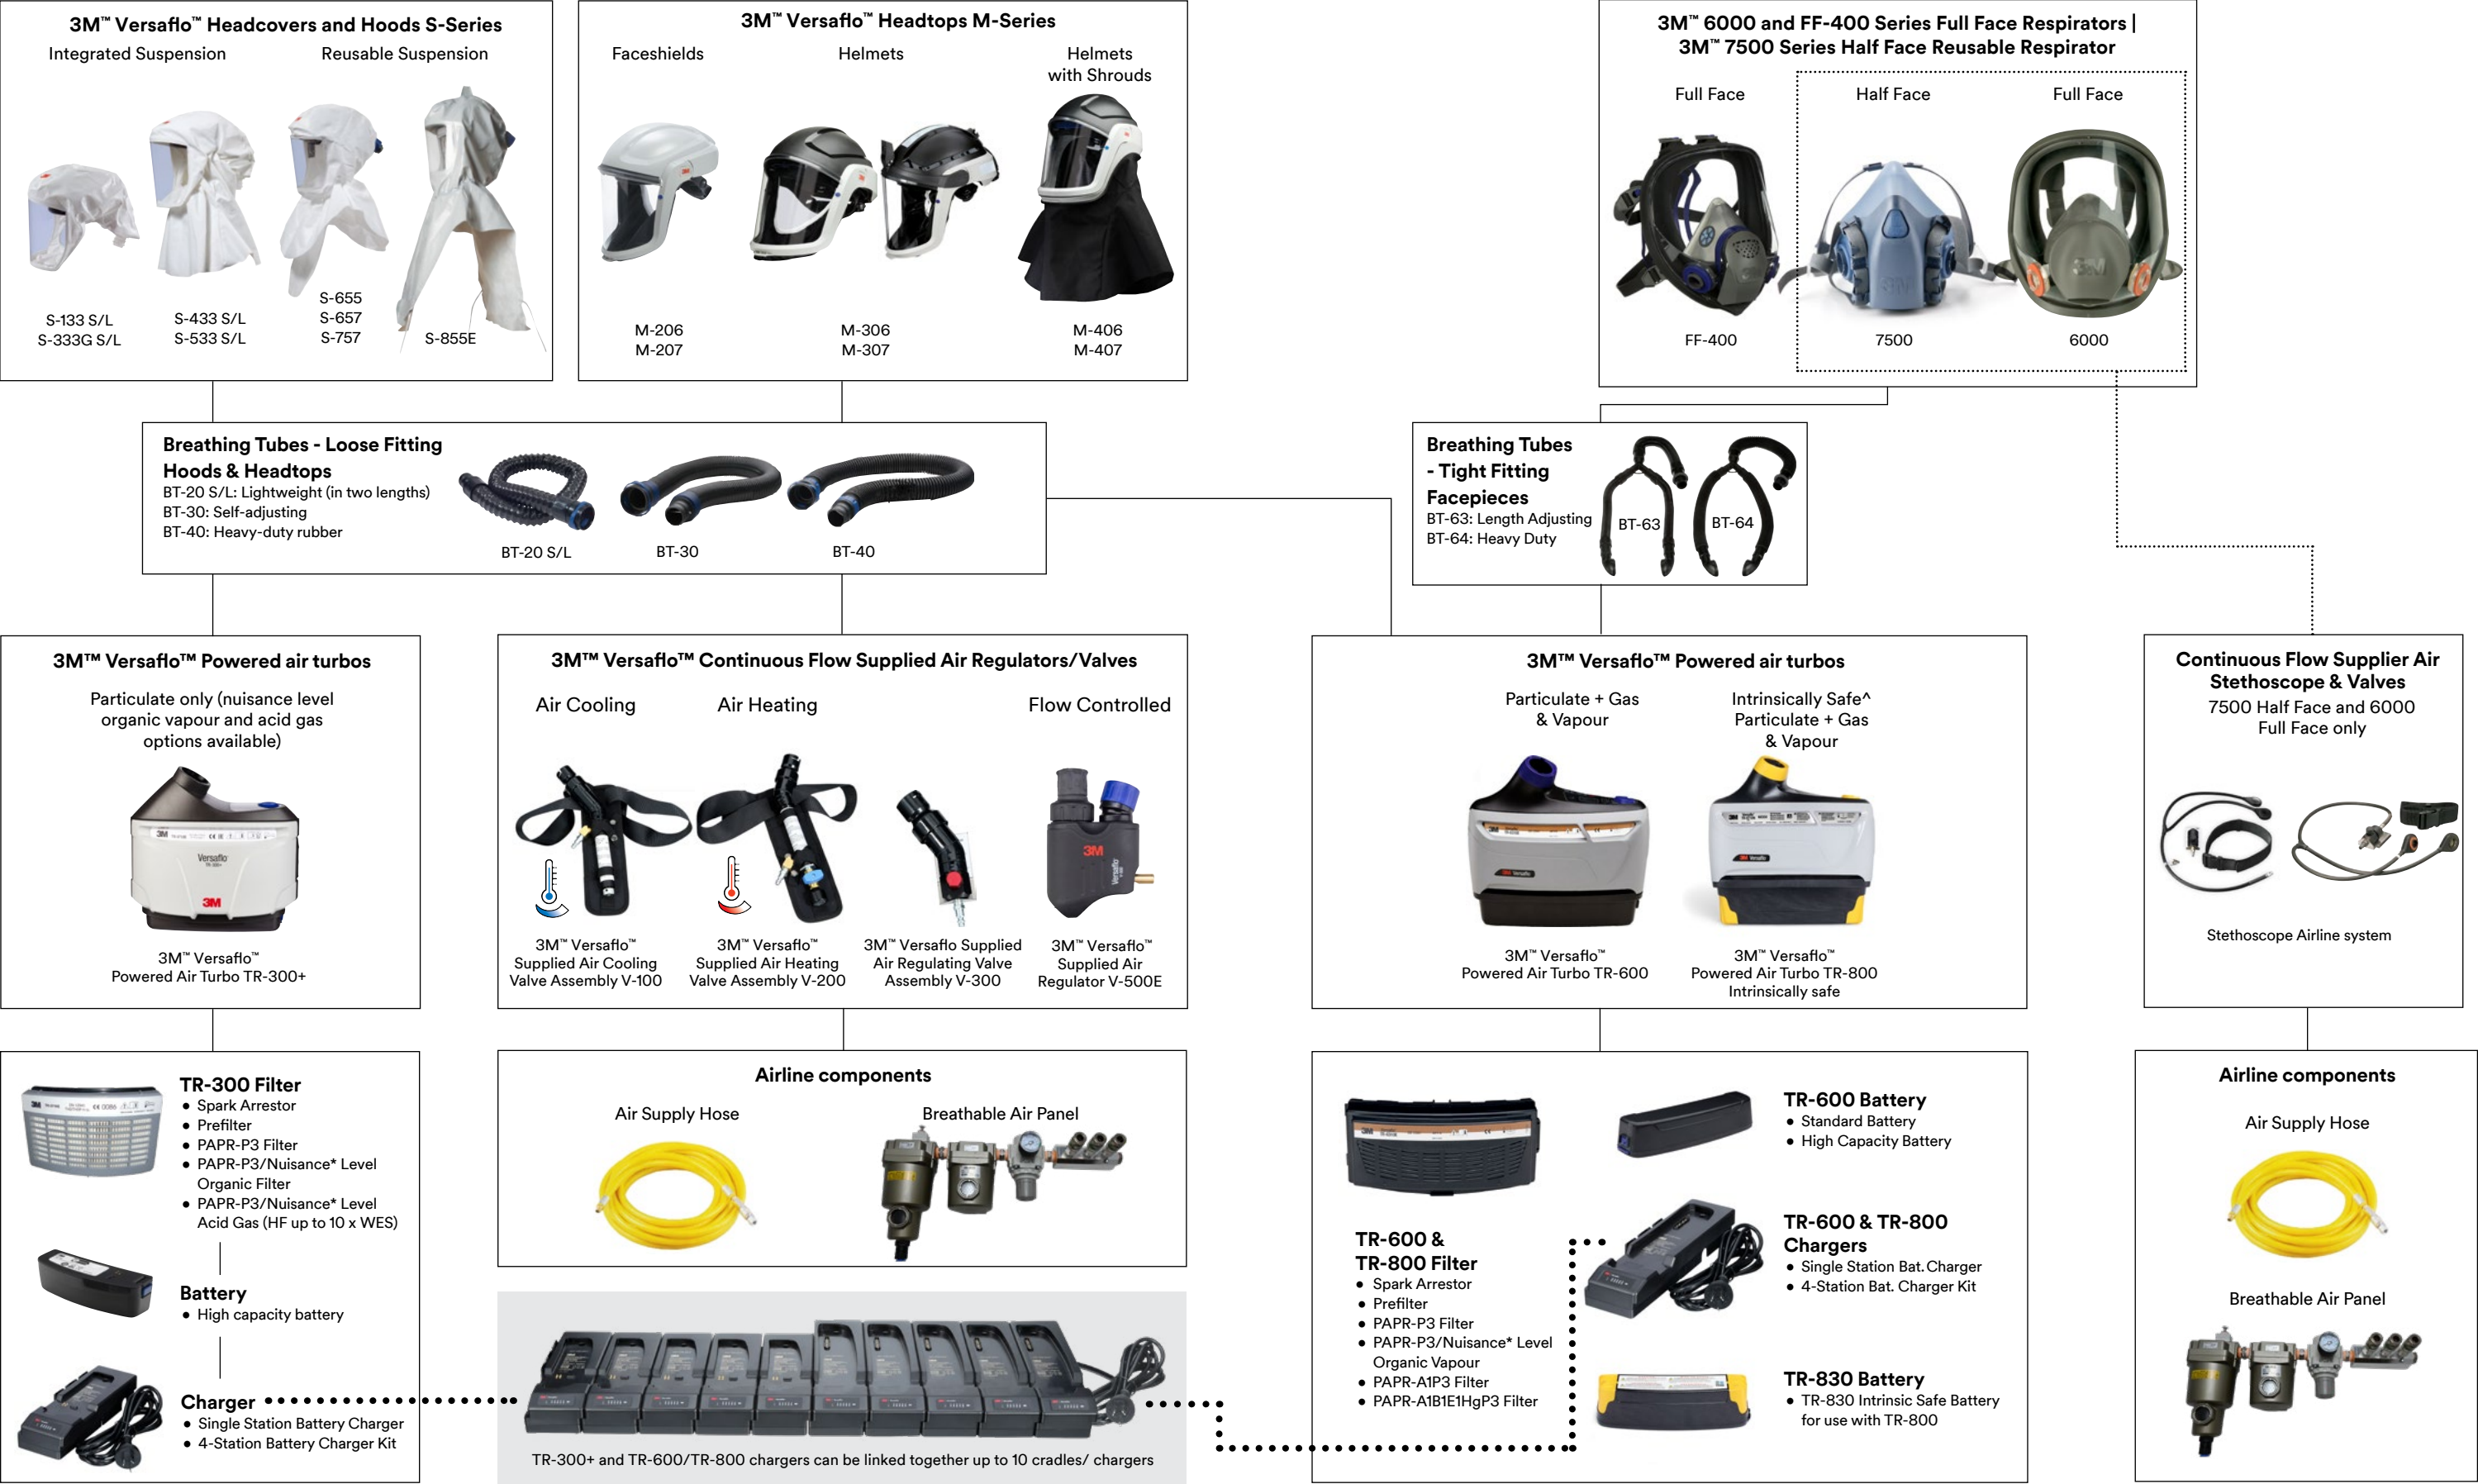 3M™ Versaflo™ Headcovers and Hoods S-Series
Integrated Suspension
Reusable Suspension
S-133 S/L
S-333G S/L
S-433 S/L
S-533 S/L
S-655
S-657
S-757
S-855E
3M™ Versaflo™ Headtops M-Series
Faceshields
Helmets
Helmets
with Shrouds
M-206
M-207
M-306
M-307
M-406
M-407
3M™ 6000 and FF-400 Series Full Face Respirators |
3M™ 7500 Series Half Face Reusable Respirator
Full Face
Half Face
Full Face
3M
3M
FF-400
7500
6000
Breathing Tubes - Loose Fitting
Hoods & Headtops
BT-20 S/L: Lightweight (in two lengths)
BT-30: Self-adjusting
BT-40: Heavy-duty rubber
BT-20 S/L
BT-30
BT-40
Breathing Tubes
- Tight Fitting
Facepieces
BT-63: Length Adjusting
BT-64: Heavy Duty
BT-63
BT-64
3M™ Versaflo™ Powered air turbos
Particulate only (nuisance level
organic vapour and acid gas
options available)
3M
Versaflo
TR-300+
3M
3M™ Versaflo™
Powered Air Turbo TR-300+
3M™ Versaflo™ Continuous Flow Supplied Air Regulators/Valves
Air Cooling
Air Heating
Flow Controlled
3M
Versaflo
3M™ Versaflo™
Supplied Air Cooling
Valve Assembly V-100
3M™ Versaflo™
Supplied Air Heating
Valve Assembly V-200
3M™ Versaflo Supplied
Air Regulating Valve
Assembly V-300
3M™ Versaflo™
Supplied Air
Regulator V-500E
3M™ Versaflo™ Powered air turbos
Particulate + Gas
& Vapour
Intrinsically Safe^
Particulate + Gas
& Vapour
3M Versaflo
3M Versaflo
3M™ Versaflo™
Powered Air Turbo TR-600
3M™ Versaflo™
Powered Air Turbo TR-800
Intrinsically safe
Continuous Flow Supplier Air
Stethoscope & Valves
7500 Half Face and 6000
Full Face only
Stethoscope Airline system
TR-300 Filter
● Spark Arrestor
● Prefilter
● PAPR-P3 Filter
● PAPR-P3/Nuisance* Level
Organic Filter
● PAPR-P3/Nuisance* Level
Acid Gas (HF up to 10 x WES)
Battery
● High capacity battery
Charger
● Single Station Battery Charger
● 4-Station Battery Charger Kit
Airline components
Air Supply Hose
Breathable Air Panel
TR-300+ and TR-600/TR-800 chargers can be linked together up to 10 cradles/ chargers
TR-600 &
TR-800 Filter
● Spark Arrestor
● Prefilter
● PAPR-P3 Filter
● PAPR-P3/Nuisance* Level
Organic Vapour
● PAPR-A1P3 Filter
● PAPR-A1B1E1HgP3 Filter
TR-600 Battery
● Standard Battery
● High Capacity Battery
TR-600 & TR-800
Chargers
● Single Station Bat. Charger
● 4-Station Bat. Charger Kit
TR-830 Battery
● TR-830 Intrinsic Safe Battery
for use with TR-800
Airline components
Air Supply Hose
Breathable Air Panel